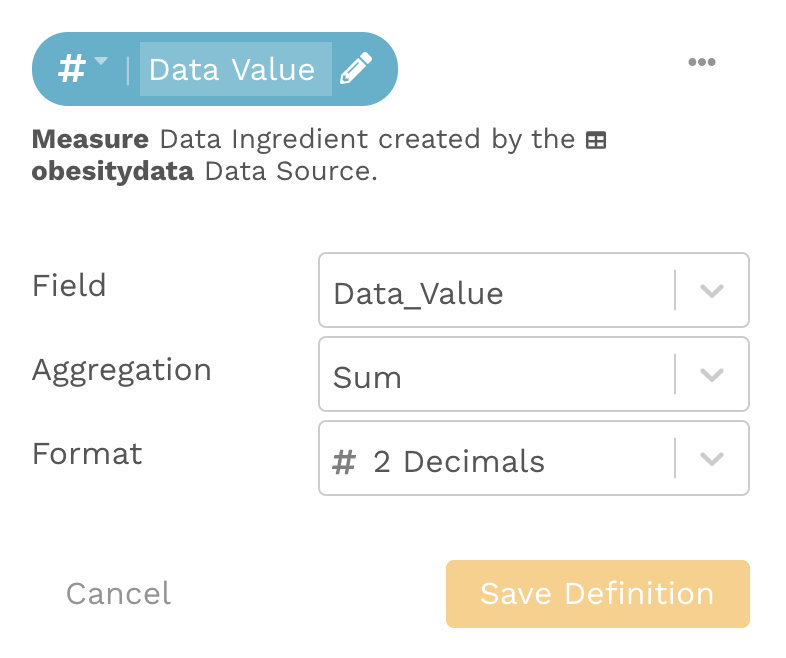 # | Data Value
Measure Data Ingredient created by the
obesitydata Data Source.
Field
Data_Value
Aggregation
Sum
Format
# 2 Decimals
Cancel
Save Definition